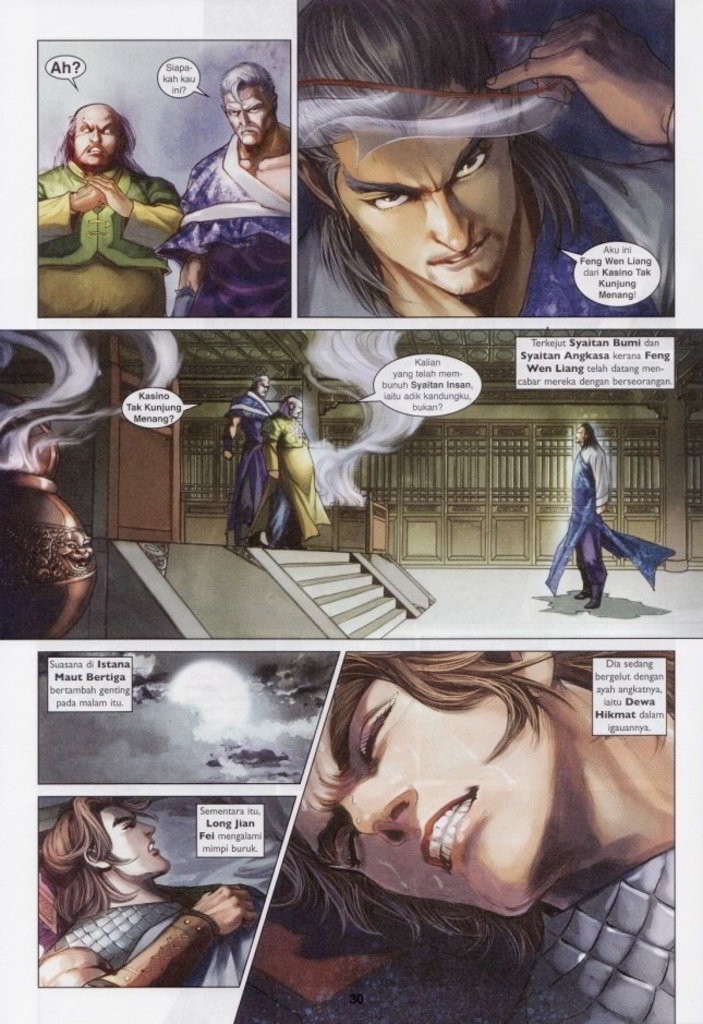 Ah?
Siapa-
kah kau
ini?
Aku ini
Feng Wen Liang
dari Kasino Tak
Kunjung
Menang!
Kasino
Tak Kunjung
Menang?
Kalian
yang telah mem-
bunuh Syaitan Insan,
iaitu adik kandungku,
bukan?
Terkejut Syaitan Bumi dan
Syaitan Angkasa kerana Feng
Wen Liang telah datang men-
cabar mereka dengan berseorangan.
Suasana di Istana
Maut Bertiga
bertambah genting
pada malam itu.
Sementara itu,
Long Jian
Fei mengalami
mimpi buruk.
Dia sedang
bergelut dengan
ayah angkatnya,
iaitu Dewa
Hikmat dalam
igauannya.
30